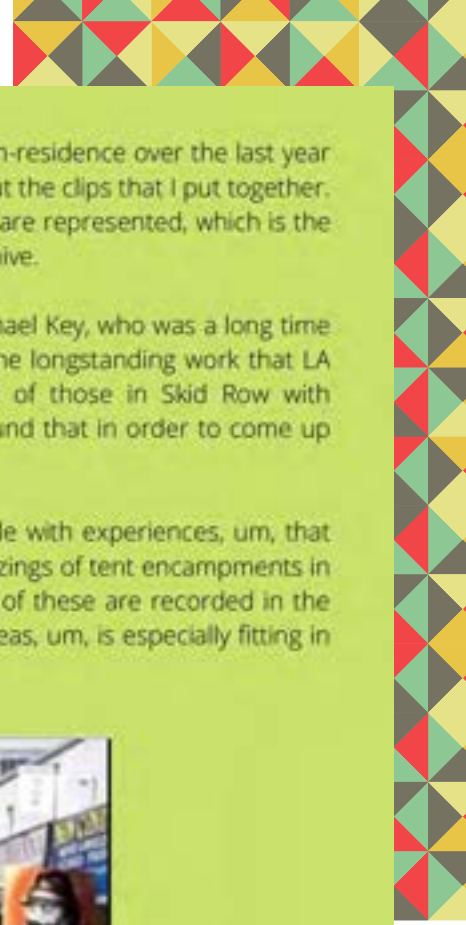 n-residence over the last year
ut the clips that I put together.
are represented, which is the
ive.
ael Key, who was a long time
ne longstanding work that LA
of those in Skid Row with
und that in order to come up
le with experiences, um, that
zings of tent encampments in
of these are recorded in the
eas, um, is especially fitting in